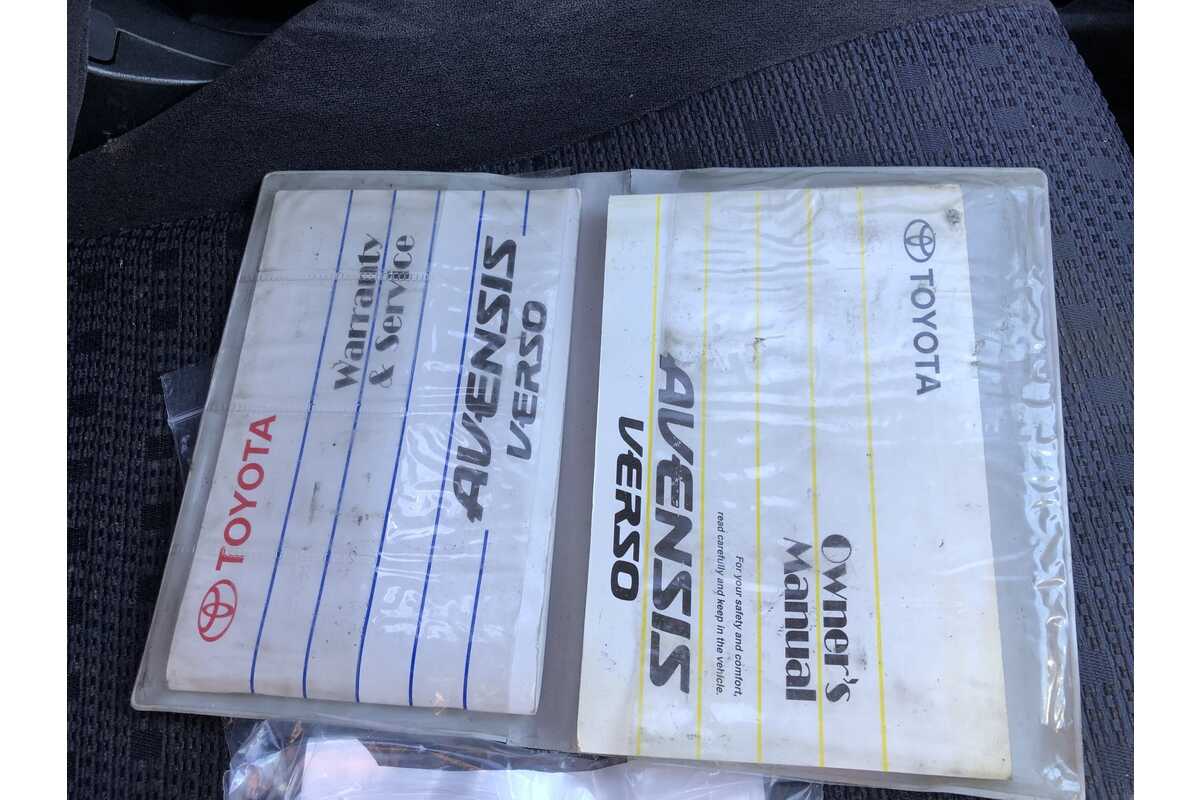 TOYOTA
Warranty
& Service
AVENSIS
VERSO
TOYOTA
Owner's
Manual
For your safety and comfort,
read carefully and keep in the vehicle.
AVENSIS
VERSO